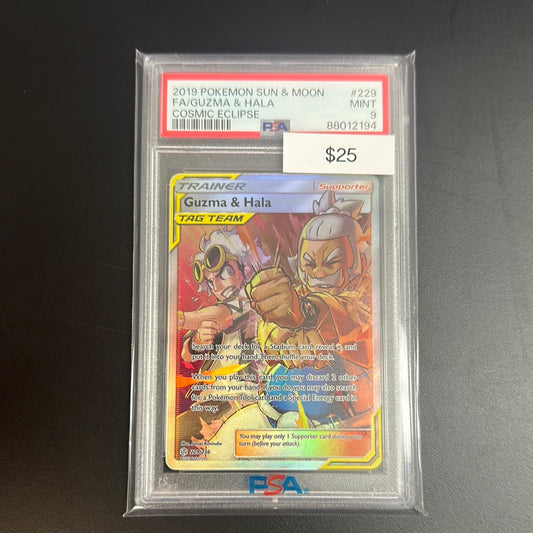 2019 POKEMON SUN & MOON #229
FA/GUZMA & HALA MINT
COSMIC ECLIPSE 9
PSA 88012194
$25
TRAINER Supporter
Guzma & Hala
TAG TEAM
Search your deck for a Stadium card, reveal it, and
put it into your hand. Then, shuffle your deck.
When you play this card, you may discard 2 other
cards from your hand. If you do, you may also search
for a Pokémon Tool card and a Special Energy card in
this way.
You may play only 1 Supporter card during your
turn (before your attack).
PSA